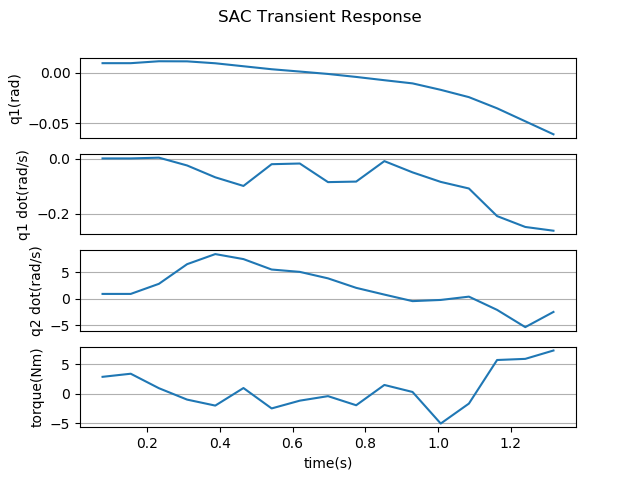 SAC Transient Response
q1(rad)
0.00
−0.05
q1 dot(rad/s)
0.0
−0.2
q2 dot(rad/s)
5
0
−5
torque(Nm)
5
0
−5
0.2 0.4 0.6 0.8 1.0 1.2
time(s)